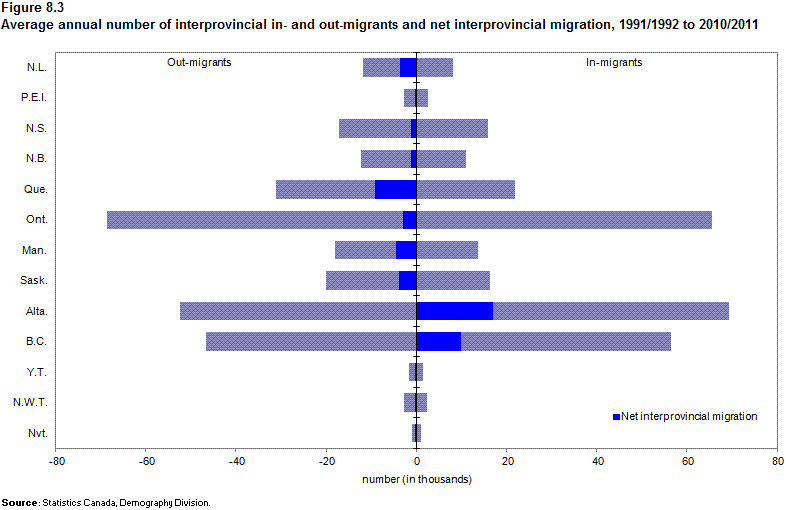 Figure 8.3
Average annual number of interprovincial in- and out-migrants and net interprovincial migration, 1991/1992 to 2010/2011
Out-migrants In-migrants
N.L.
P.E.I.
N.S.
N.B.
Que.
Ont.
Man.
Sask.
Alta.
B.C.
Y.T.
N.W.T.
Net interprovincial migration
Nvt.
-80 -60 -40 -20 0 20 40 60 80
number (in thousands)
Source: Statistics Canada, Demography Division.